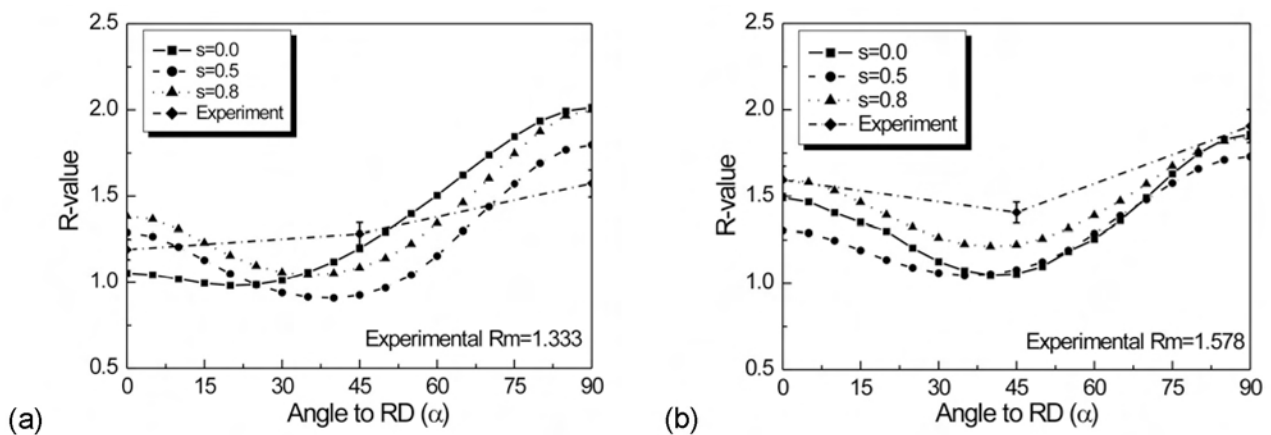 2.5
2.0
1.5
1.0
0.5
R-value
s=0.0
s=0.5
s=0.8
Experiment
Experimental Rm=1.333
0 15 30 45 60 75 90
Angle to RD (α)
(a)
2.5
2.0
1.5
1.0
0.5
R-value
s=0.0
s=0.5
s=0.8
Experiment
Experimental Rm=1.578
0 15 30 45 60 75 90
Angle to RD (α)
(b)